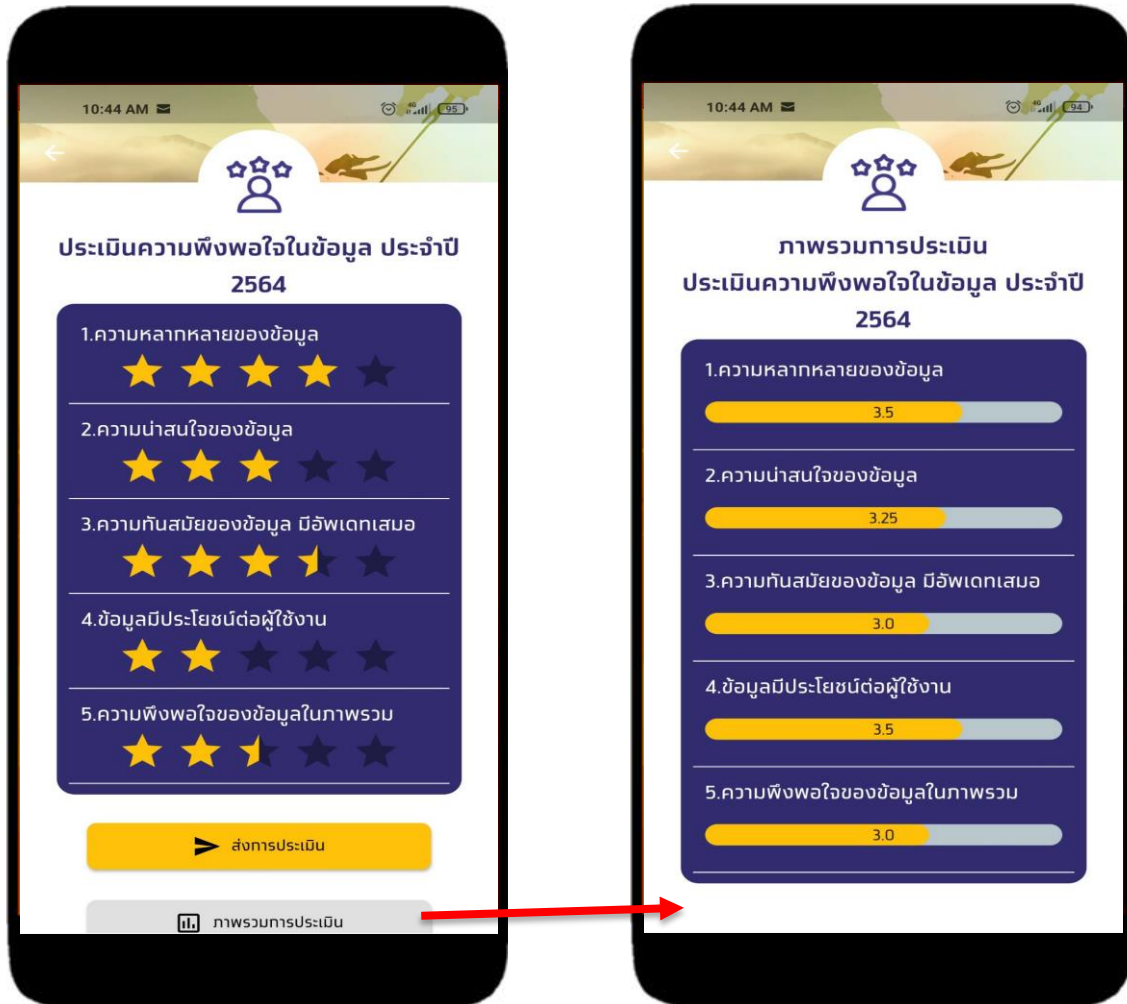 10:44 AM
4G
95
ประเมินความพึงพอใจในข้อมูล ประจำปี
2564
1.ความหลากหลายของข้อมูล
2.ความน่าสนใจของข้อมูล
3.ความทันสมัยของข้อมูล มีอัพเดทเสมอ
4.ข้อมูลมีประโยชน์ต่อผู้ใช้งาน
5.ความพึงพอใจของข้อมูลในภาพรวม
ส่งการประเมิน
ภาพรวมการประเมิน
10:44 AM
4G
94
ภาพรวมการประเมิน
ประเมินความพึงพอใจในข้อมูล ประจำปี
2564
1.ความหลากหลายของข้อมูล
3.5
2.ความน่าสนใจของข้อมูล
3.25
3.ความทันสมัยของข้อมูล มีอัพเดทเสมอ
3.0
4.ข้อมูลมีประโยชน์ต่อผู้ใช้งาน
3.5
5.ความพึงพอใจของข้อมูลในภาพรวม
3.0